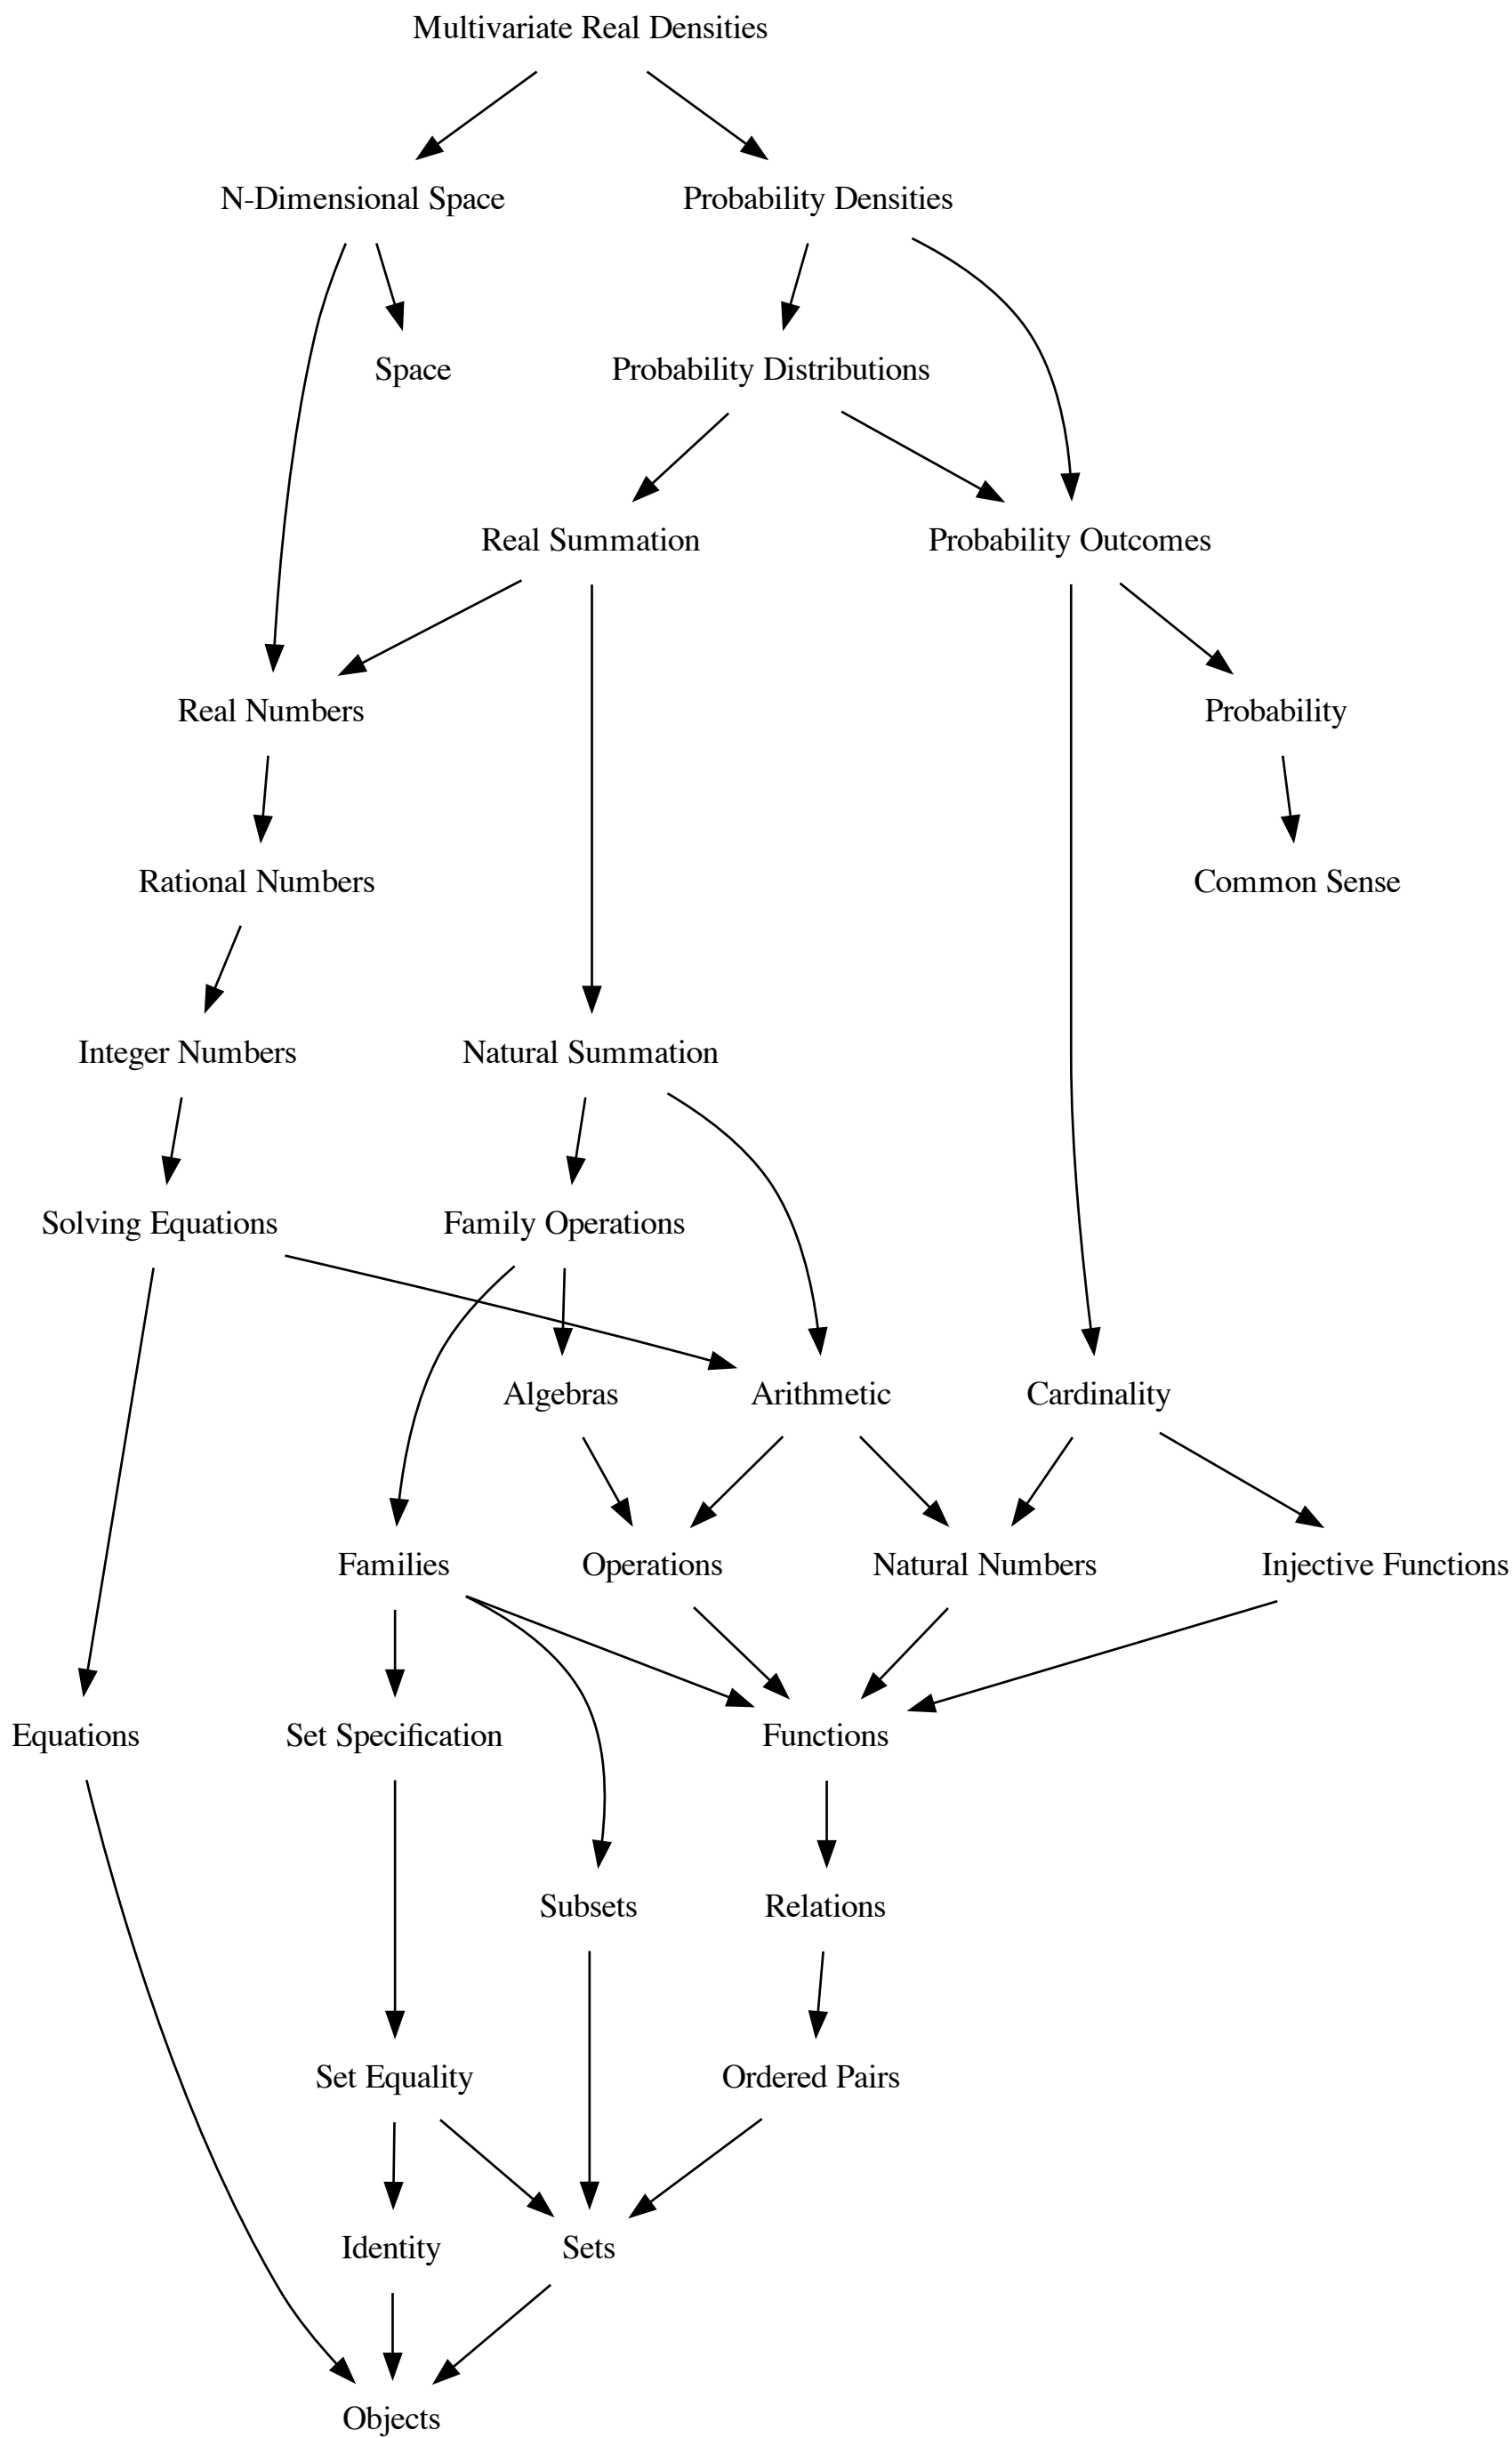 Multivariate Real Densities
N-Dimensional Space
Probability Densities
Space
Probability Distributions
Real Summation
Probability Outcomes
Real Numbers
Probability
Rational Numbers
Common Sense
Integer Numbers
Natural Summation
Solving Equations
Family Operations
Algebras
Arithmetic
Cardinality
Families
Operations
Natural Numbers
Injective Functions
Equations
Set Specification
Functions
Subsets
Relations
Set Equality
Ordered Pairs
Identity
Sets
Objects